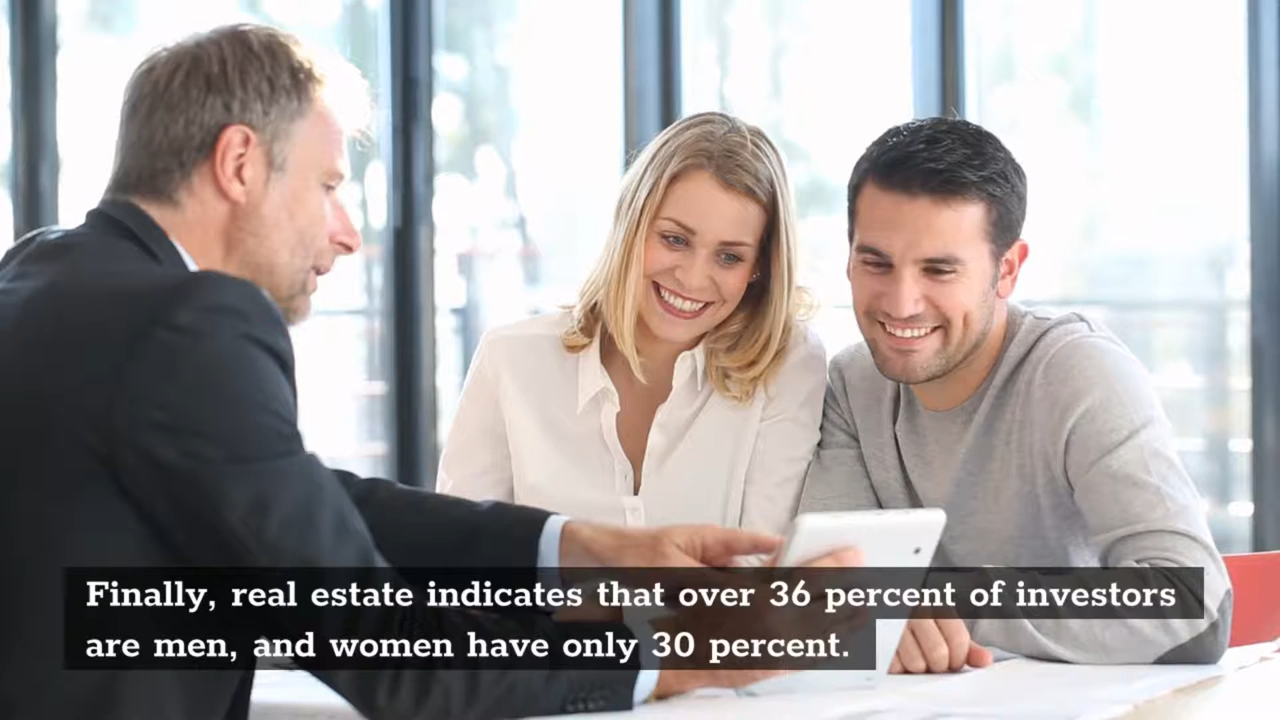 Finally, real estate indicates that over 36 percent of investors
are men, and women have only 30 percent.